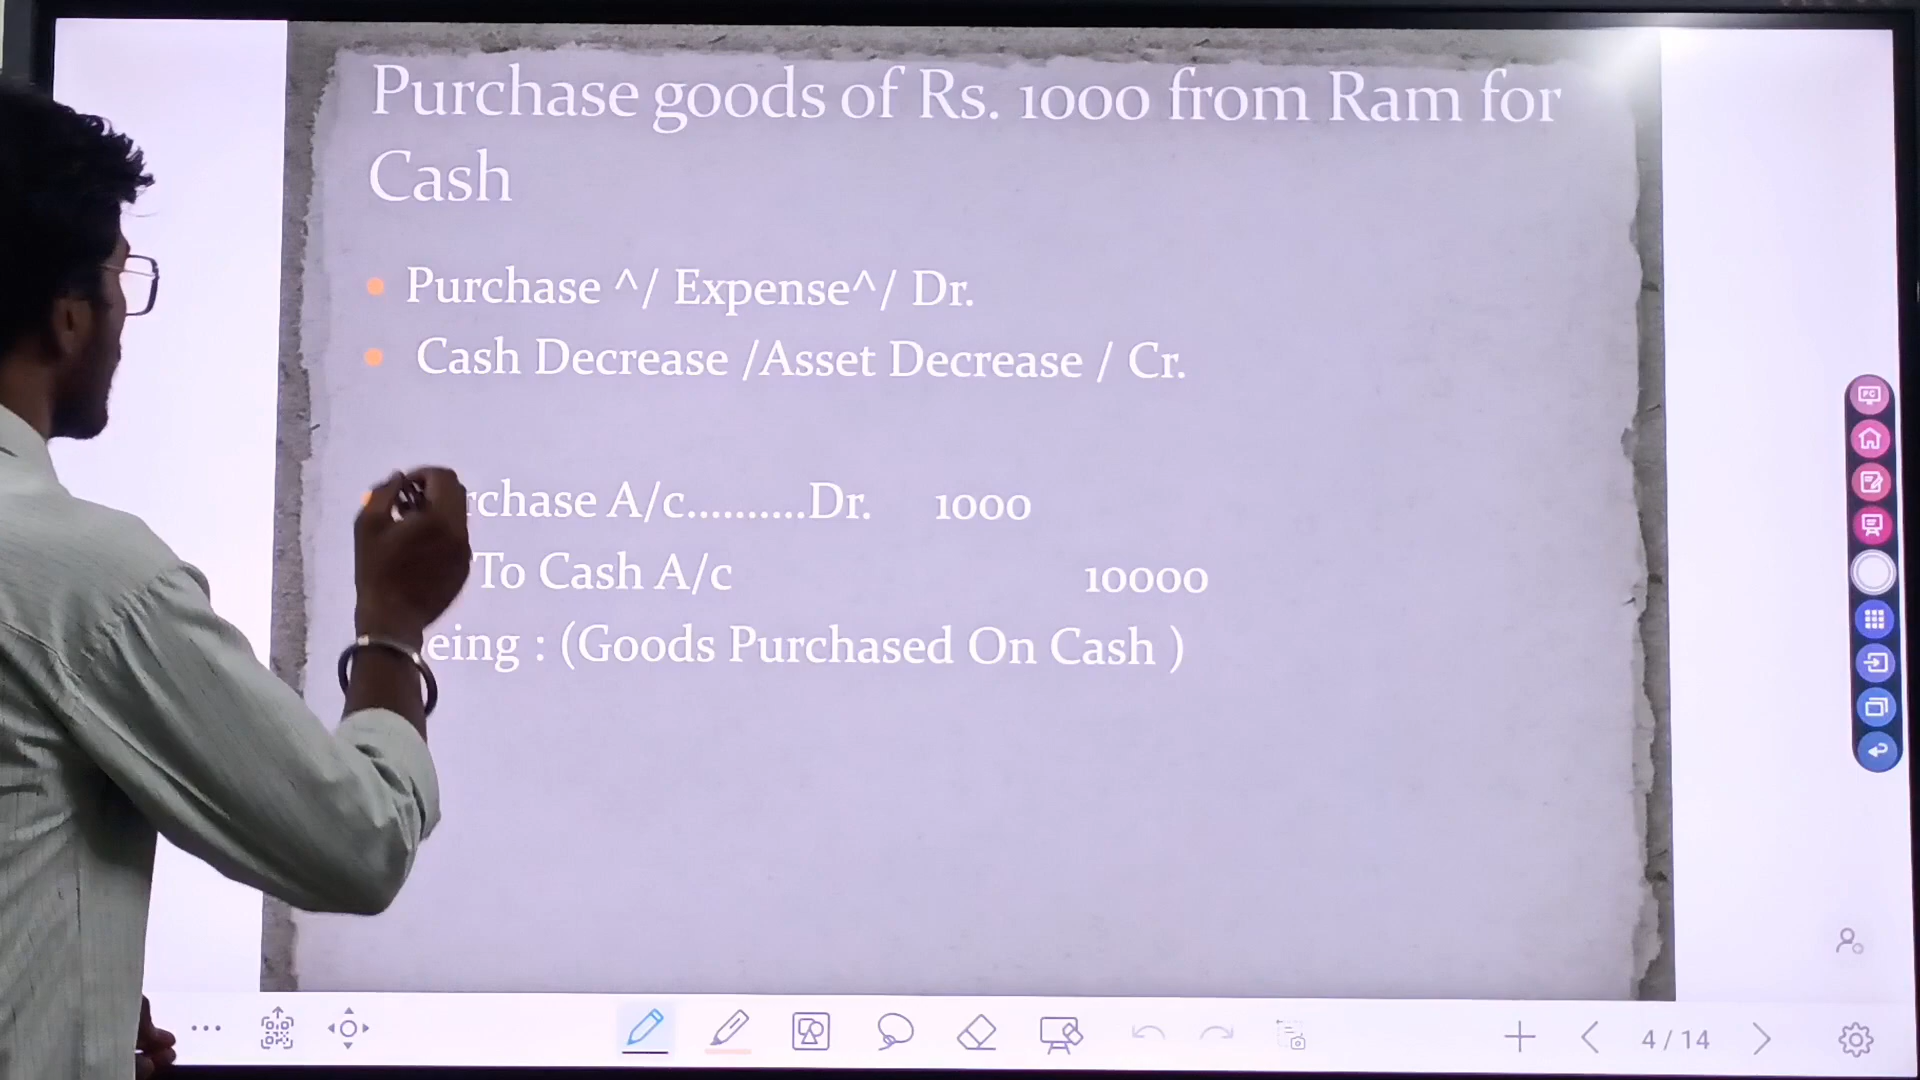 Purchase goods of Rs. 1000 from Ram for
Cash
Purchase ^/ Expense^/ Dr.
Cash Decrease /Asset Decrease / Cr.
rchase A/c..........Dr. 1000
To Cash A/c 10000
eing : (Goods Purchased On Cash )
4 / 14